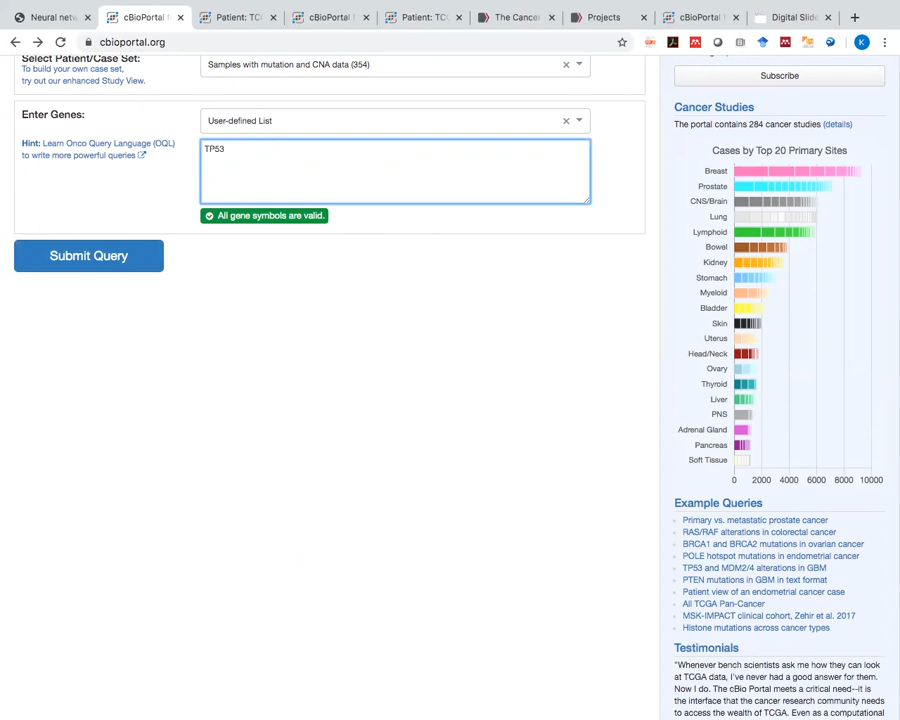 Neural netw
cBioPortal f
Patient: TC
cBioPortal f
Patient: TC
The Cancer
Projects
cBioPortal f
Digital Slide
cbioportal.org
Select Patient/Case Set:
To build your own case set,
try out our enhanced Study View.
Samples with mutation and CNA data (354)
Enter Genes:
User-defined List
Hint: Learn Onco Query Language (OQL)
to write more powerful queries
TP53
All gene symbols are valid.
Submit Query
Subscribe
Cancer Studies
The portal contains 284 cancer studies (details)
Cases by Top 20 Primary Sites
Breast
Prostate
CNS/Brain
Lung
Lymphoid
Bowel
Kidney
Stomach
Myeloid
Bladder
Skin
Uterus
Head/Neck
Ovary
Thyroid
Liver
PNS
Adrenal Gland
Pancreas
Soft Tissue
0 2000 4000 6000 8000 10000
Example Queries
Primary vs. metastatic prostate cancer
RAS/RAF alterations in colorectal cancer
BRCA1 and BRCA2 mutations in ovarian cancer
POLE hotspot mutations in endometrial cancer
TP53 and MDM2/4 alterations in GBM
PTEN mutations in GBM in text format
Patient view of an endometrial cancer case
All TCGA Pan-Cancer
MSK-IMPACT clinical cohort, Zehir et al. 2017
Histone mutations across cancer types
Testimonials
"Whenever bench scientists ask me how they can look
at TCGA data, I've never had a good answer for them.
Now I do. The cBio Portal meets a critical need--it is
the interface that the cancer research community needs
to access the wealth of TCGA. Even as a computational